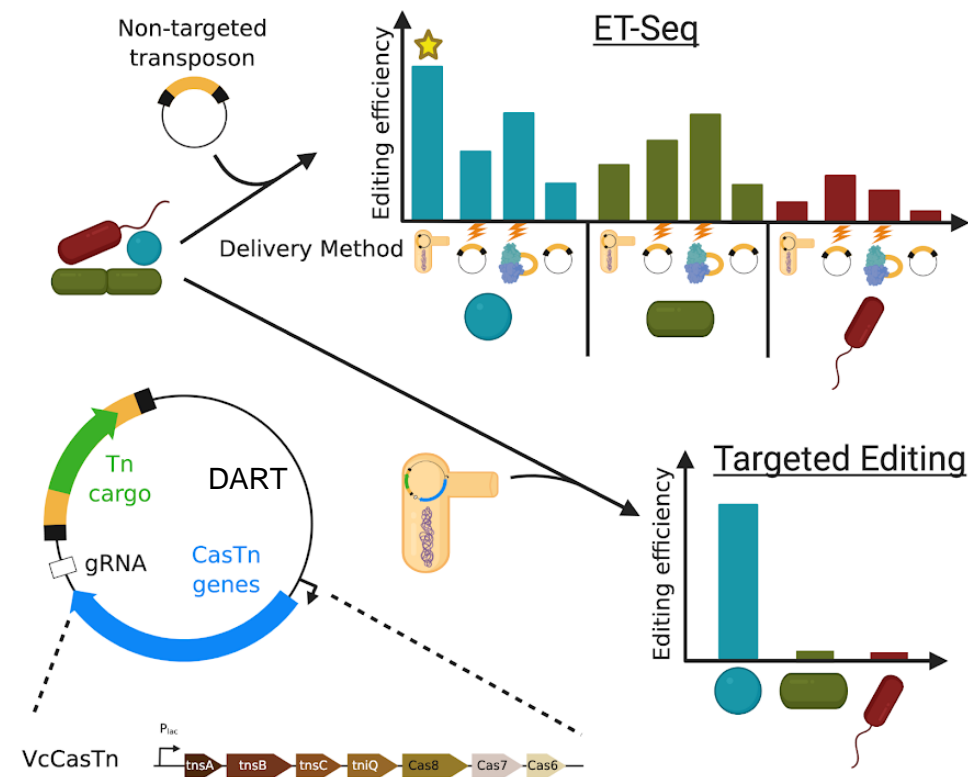 Non-targeted
transposon
ET-Seq
Editing efficiency
Delivery Method
Tn
cargo
DART
gRNA
CasTn
genes
Targeted Editing
Editing efficiency
VcCasTn
Plac
tnsA tnsB tnsC tniQ Cas8 Cas7 Cas6